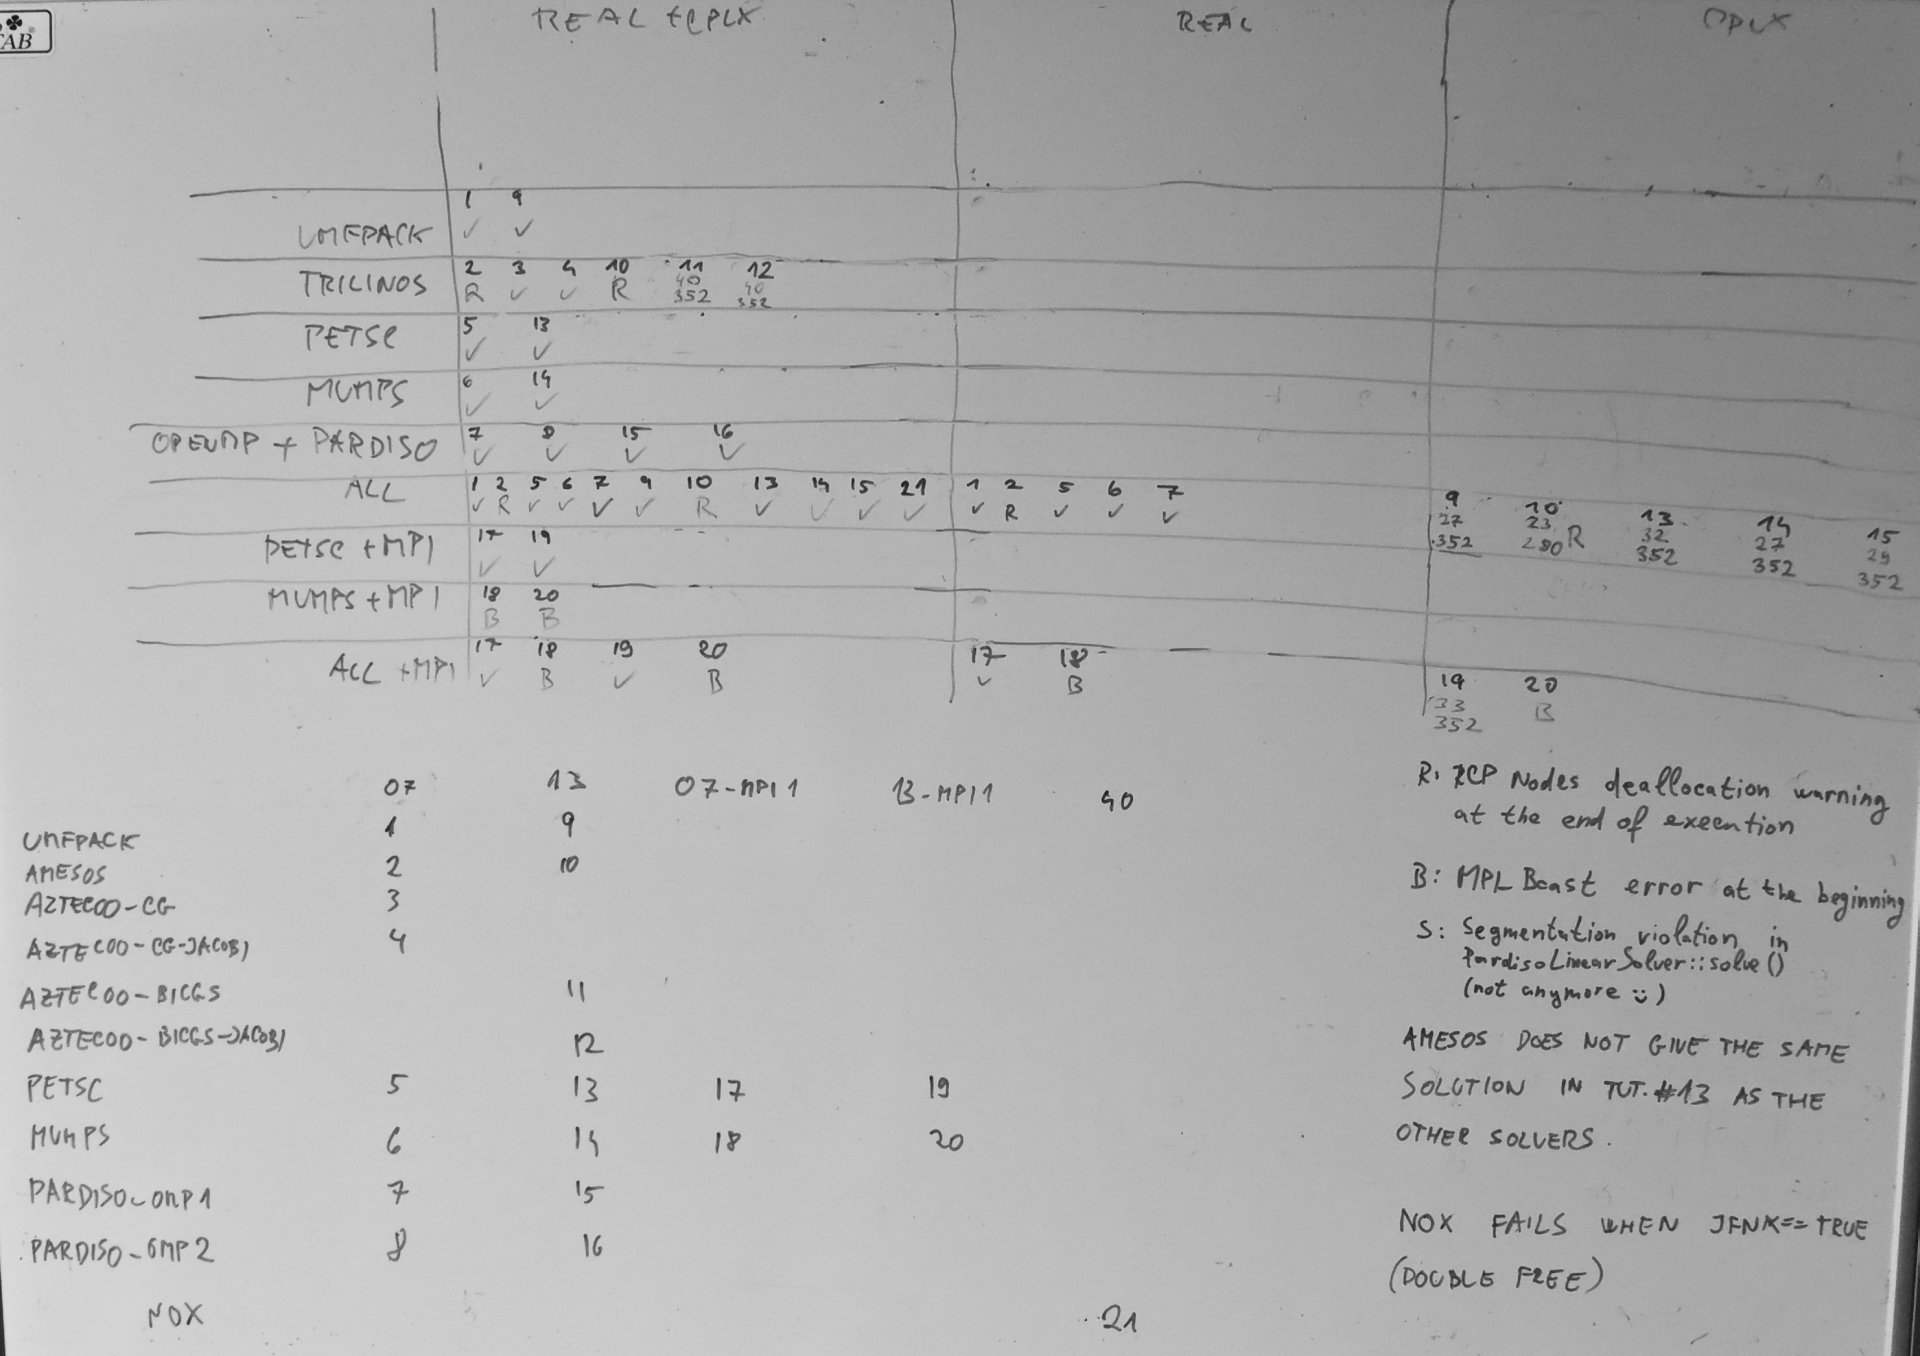 TAB
REAL + CPLX REAL CPLX
1 9
UMFPACK ✓ ✓
2 3 4 10 11 12
TRILINOS R ✓ ✓ R 40 40
352 352
5 13
PETSC ✓ ✓
6 14
MUMPS ✓ ✓
7 8 15 16
OPENMP + PARDISO ✓ ✓ ✓ ✓
ALL 1 2 5 6 7 9 10 13 14 15 21 1 2 5 6 7 9 10 13 14 15
✓ R ✓ ✓ ✓ ✓ R ✓ ✓ ✓ ✓ ✓ R ✓ ✓ ✓ 27 23 R 32 27 29
352 280 352 352 352
17 19
PETSC + MPI ✓ ✓
MUMPS + MPI 18 20
B B
17 18 19 20 17 18 19 20
ALL + MPI ✓ B ✓ B ✓ B 33 B
352
07 13 07-MPI1 13-MPI1 40
UMFPACK 1 9
AMESOS 2 10
AZTECOO-CG 3
AZTECOO-CG-JACOBI 4
AZTECOO-BICGS 11
AZTECOO-BICGS-JACOBI 12
PETSC 5 13 17 19
MUMPS 6 14 18 20
PARDISO-OMP1 7 15
PARDISO-OMP2 8 16
NOX 21
R: RCP Nodes deallocation warning
at the end of execution
B: MPI_Bcast error at the beginning
S: Segmentation violation in
PardisoLinearSolver::solve()
(not anymore ü)
AMESOS DOES NOT GIVE THE SAME
SOLUTION IN TUT. #13 AS THE
OTHER SOLVERS.
NOX FAILS WHEN JFNK==TRUE
(DOUBLE FREE)